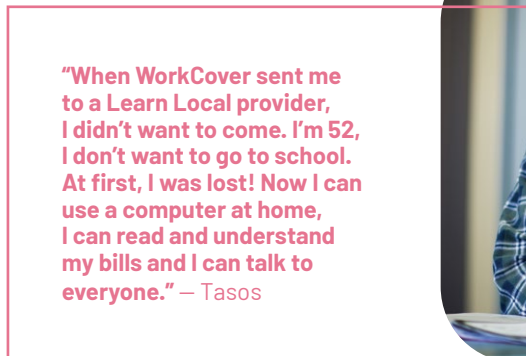 “When WorkCover sent me
to a Learn Local provider,
I didn’t want to come. I’m 52,
I don’t want to go to school.
At first, I was lost! Now I can
use a computer at home,
I can read and understand
my bills and I can talk to
everyone.” — Tasos